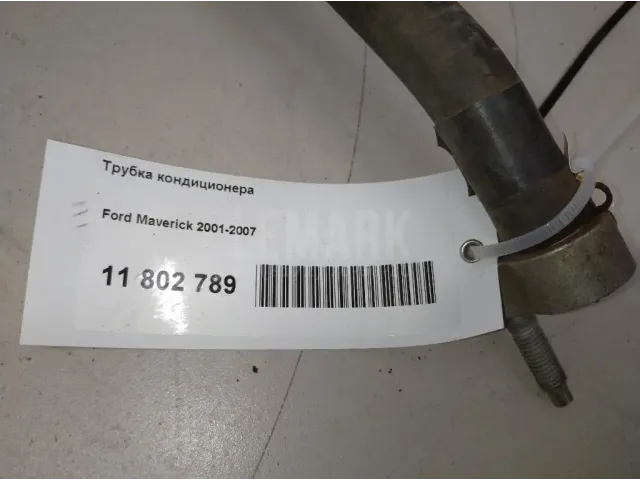 Трубка кондиционера
Ford Maverick 2001-2007
11 802 789